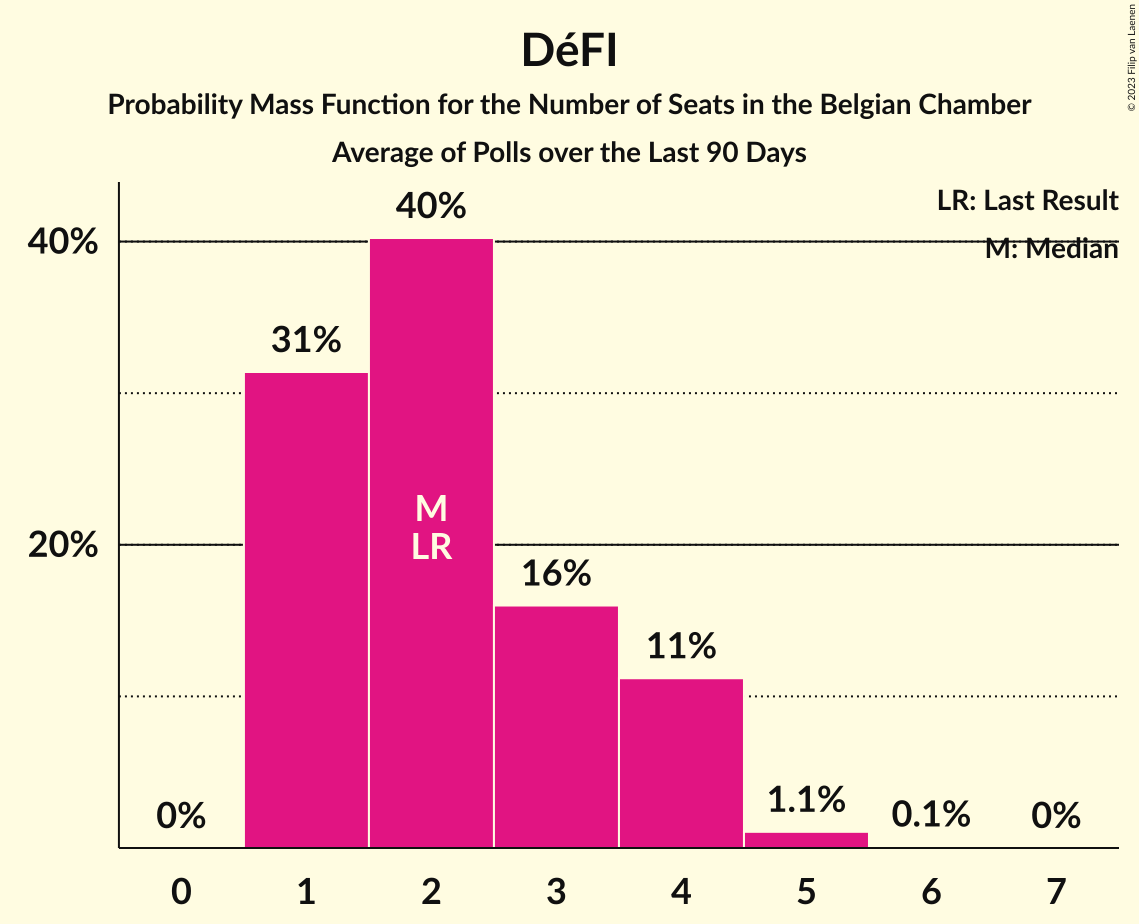 DéFI
Probability Mass Function for the Number of Seats in the Belgian Chamber
Average of Polls over the Last 90 Days
© 2023 Filip van Laenen
LR: Last Result
M: Median
40%
20%
0%
31%
40%
M
LR
16%
11%
1.1%
0.1%
0%
0 1 2 3 4 5 6 7